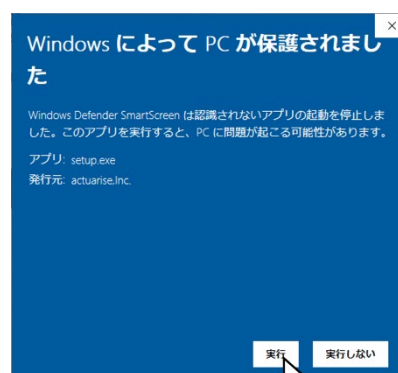 Windows によって PC が保護されまし
た
Windows Defender SmartScreen は認識されないアプリの起動を停止しま
した。このアプリを実行すると、PC に問題が起こる可能性があります。
アプリ: setup.exe
発行元: actuarise,Inc.
実行 実行しない